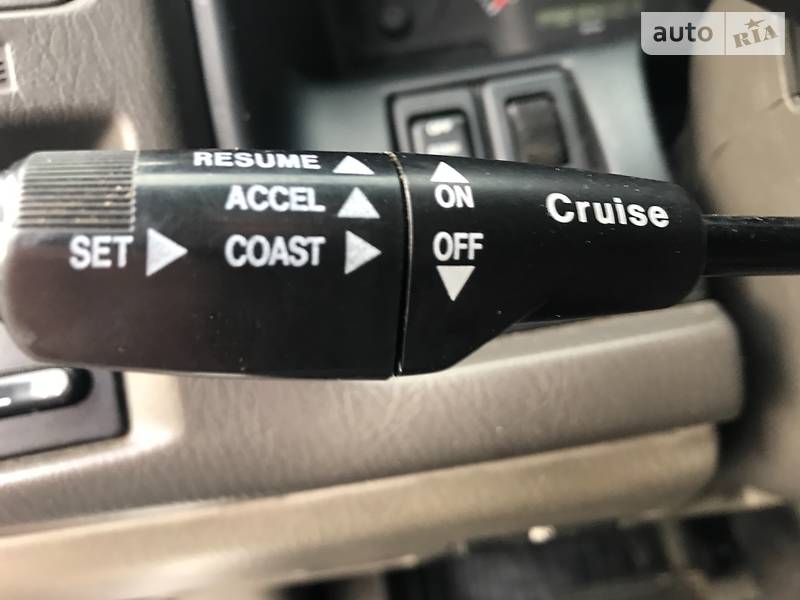 auto RIA
RESUME
ACCEL
SET COAST
ON
OFF
Cruise